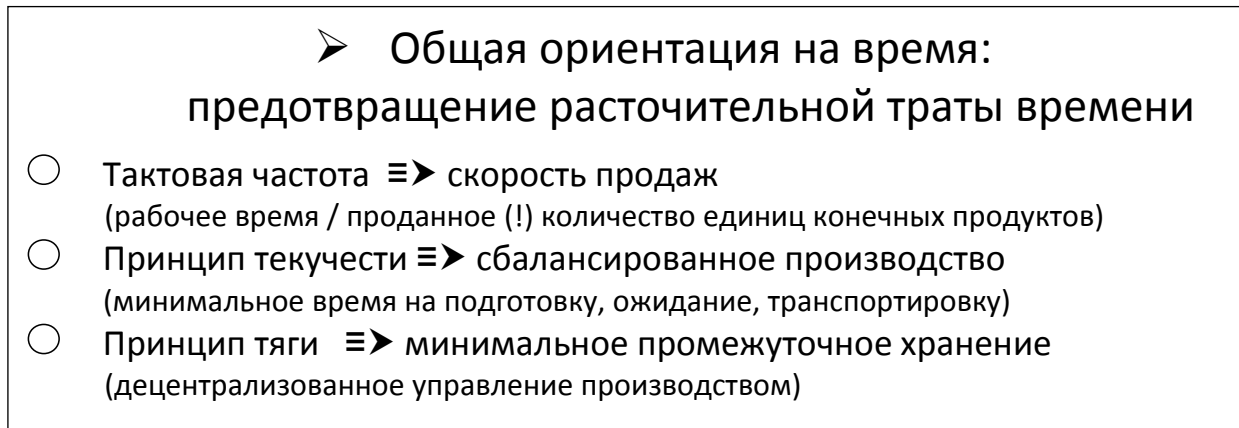 ➢ Общая ориентация на время:
предотвращение расточительной траты времени
○ Тактовая частота ≡➤ скорость продаж
(рабочее время / проданное (!) количество единиц конечных продуктов)
○ Принцип текучести ≡➤ сбалансированное производство
(минимальное время на подготовку, ожидание, транспортировку)
○ Принцип тяги ≡➤ минимальное промежуточное хранение
(децентрализованное управление производством)